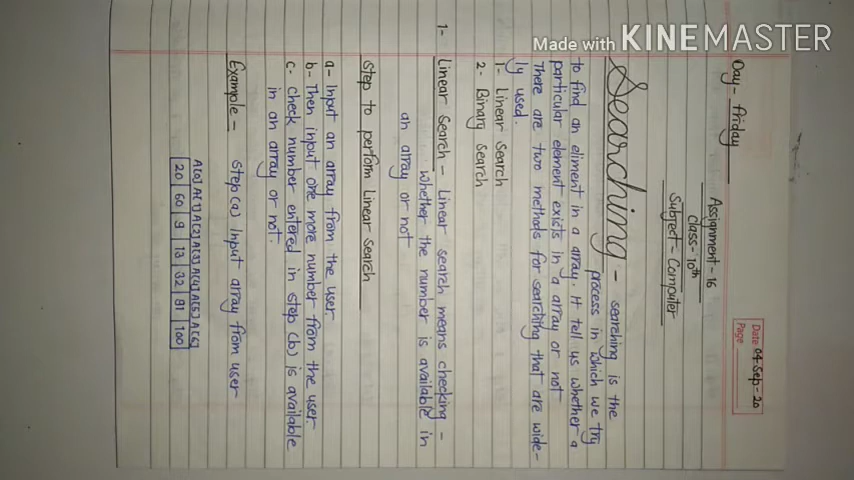 Made with KINEMASTER
Date 04-Sep-20
Page
Day - friday
Assignment - 16
Class - 10th
Subject - Computer
Searching - searching is the
process in which we try
to find an eliment in a array. It tell us whether a
particular element exists in a array or not
There are two methods for searching that are wide-
ly used.
1- Linear Search
2- Binary Search
1- Linear Search - Linear search means checking -
whether the number is available in
an array or not
Step to perform Linear Search
a- Input an array from the user
b- Then input one more number from the user.
c- Check number entered in step (b) is available
in an array or not.
Example - Step (a) Input array from user
A[0] A[1] A[2] A[3] A[4] A[5] A[6]
20 60 9 13 32 81 100